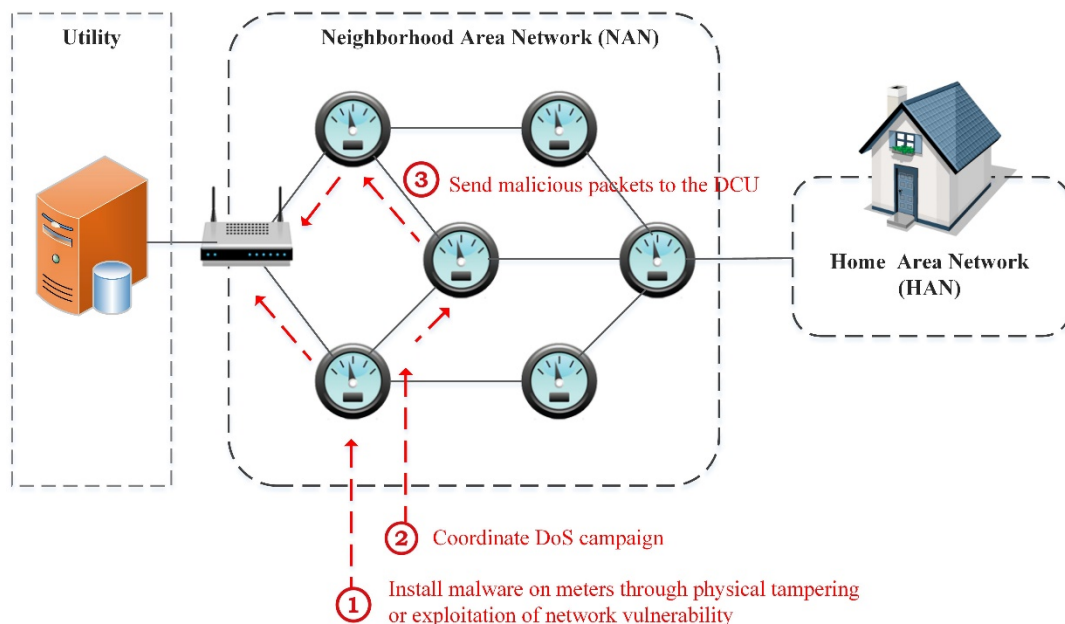 Utility
Neighborhood Area Network (NAN)
3 Send malicious packets to the DCU
Home Area Network
(HAN)
2 Coordinate DoS campaign
1 Install malware on meters through physical tampering
or exploitation of network vulnerability